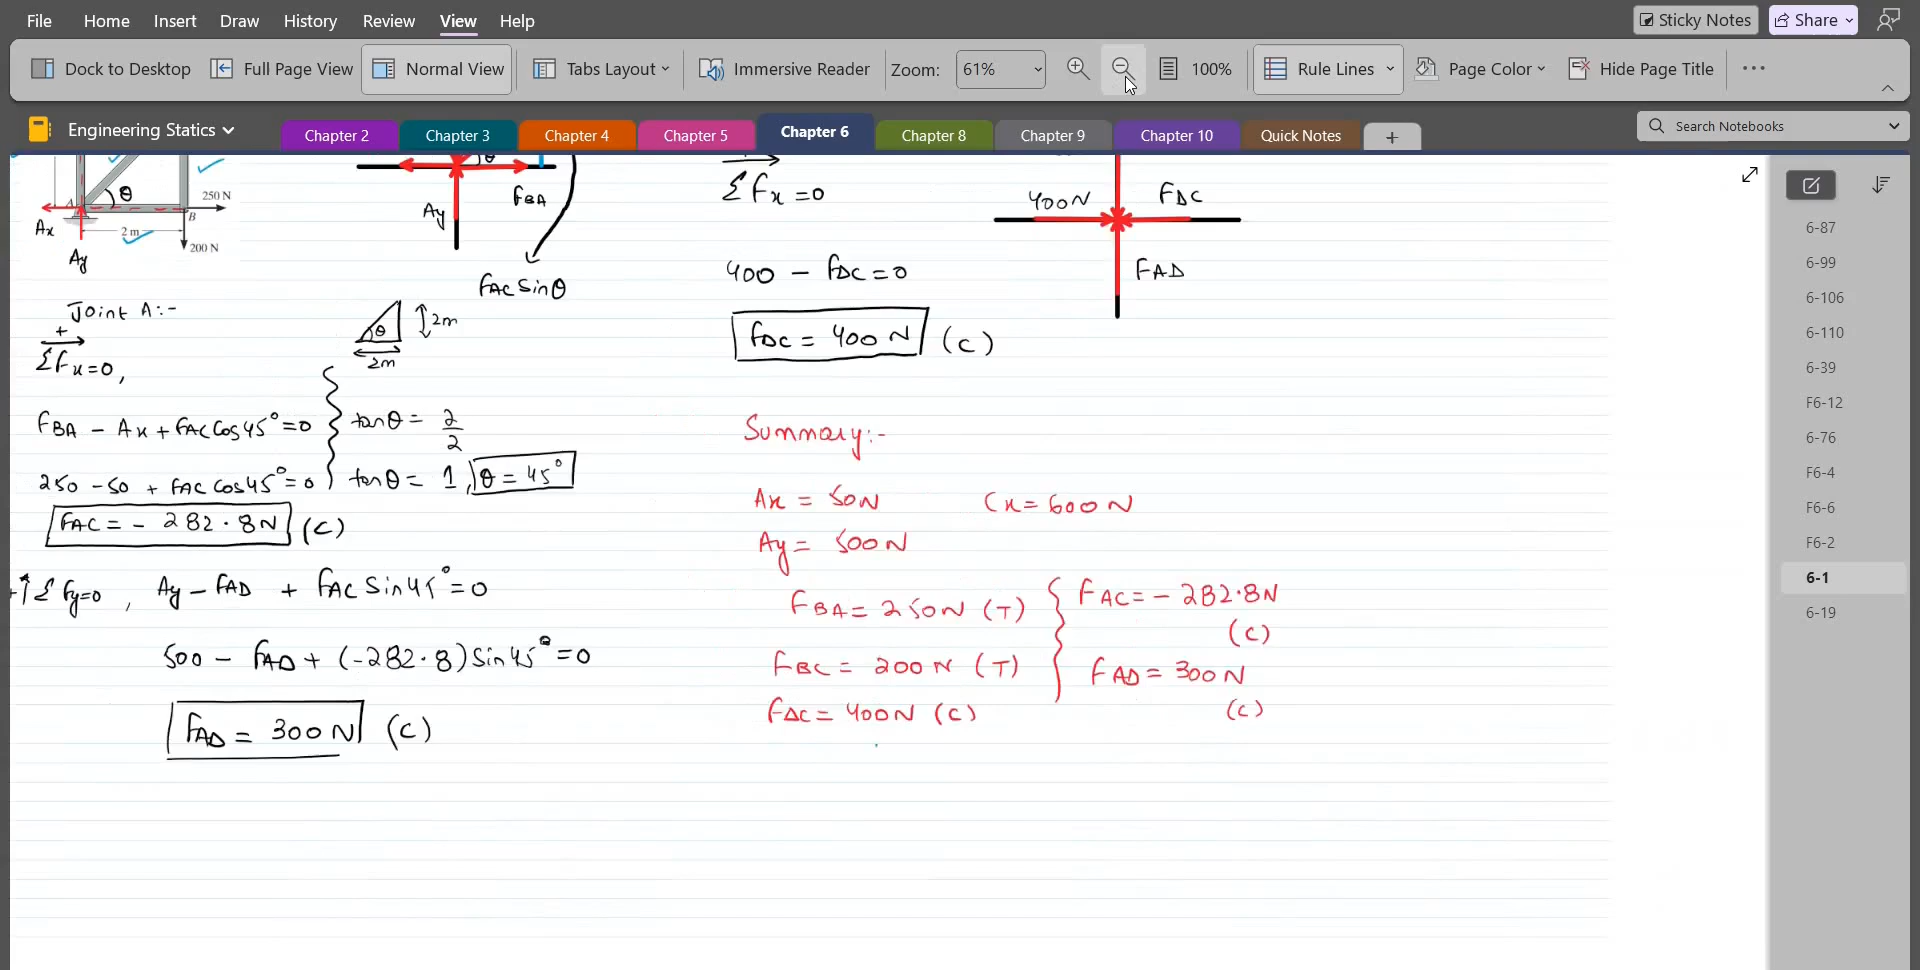 File Home Insert Draw History Review View Help
Sticky Notes Share
Dock to Desktop Full Page View Normal View Tabs Layout Immersive Reader Zoom: 61% 100% Rule Lines Page Color Hide Page Title
Engineering Statics Chapter 2 Chapter 3 Chapter 4 Chapter 5 Chapter 6 Chapter 8 Chapter 9 Chapter 10 Quick Notes + Search Notebooks
θ
250 N
A
B
Ax
2 m
200 N
Ay
θ
FBA
Ay
FAC Sinθ
Joint A:-
+
ΣFx=0,
θ
2m
2m
FBA - Ax + FAC Cos45°=0
250 -50 + FAC Cos45°=0
FAC = - 282.8N (C)
tanθ = 2/2
tanθ = 1, θ = 45°
+↑ΣFy=0, Ay - FAD + FAC Sin45°=0
500 - FAD + (-282.8) Sin45°=0
FAD = 300N (C)
ΣFx=0
400 - FDC=0
FDC = 400N (C)
400N
FDC
FAD
Summary:-
Ax = 50N Cx=600N
Ay = 500N
FBA= 250N (T)
FBC = 200N (T)
FDC = 400N (C)
FAC=- 282.8N
(C)
FAD= 300N
(C)
6-87
6-99
6-106
6-110
6-39
F6-12
6-76
F6-4
F6-6
F6-2
6-1
6-19